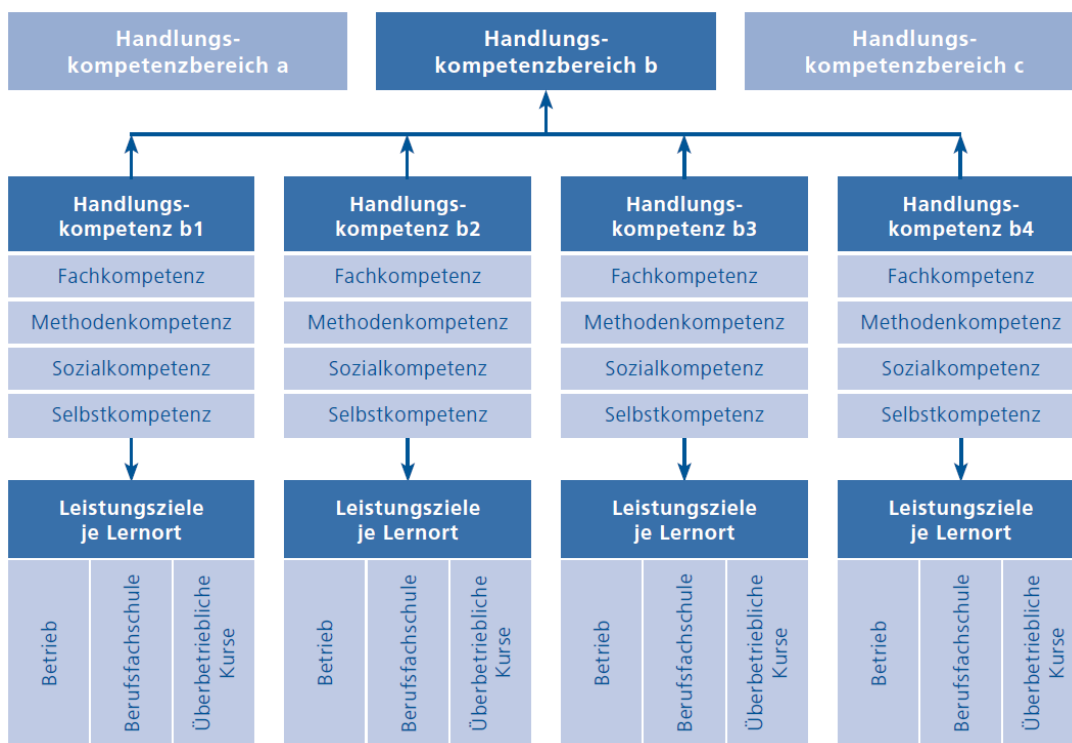 Handlungs-
kompetenzbereich a
Handlungs-
kompetenzbereich b
Handlungs-
kompetenzbereich c
Handlungs-
kompetenz b1
Fachkompetenz
Methodenkompetenz
Sozialkompetenz
Selbstkompetenz
Leistungsziele
je Lernort
Betrieb
Berufsfachschule
Überbetriebliche
Kurse
Handlungs-
kompetenz b2
Fachkompetenz
Methodenkompetenz
Sozialkompetenz
Selbstkompetenz
Leistungsziele
je Lernort
Betrieb
Berufsfachschule
Überbetriebliche
Kurse
Handlungs-
kompetenz b3
Fachkompetenz
Methodenkompetenz
Sozialkompetenz
Selbstkompetenz
Leistungsziele
je Lernort
Betrieb
Berufsfachschule
Überbetriebliche
Kurse
Handlungs-
kompetenz b4
Fachkompetenz
Methodenkompetenz
Sozialkompetenz
Selbstkompetenz
Leistungsziele
je Lernort
Betrieb
Berufsfachschule
Überbetriebliche
Kurse